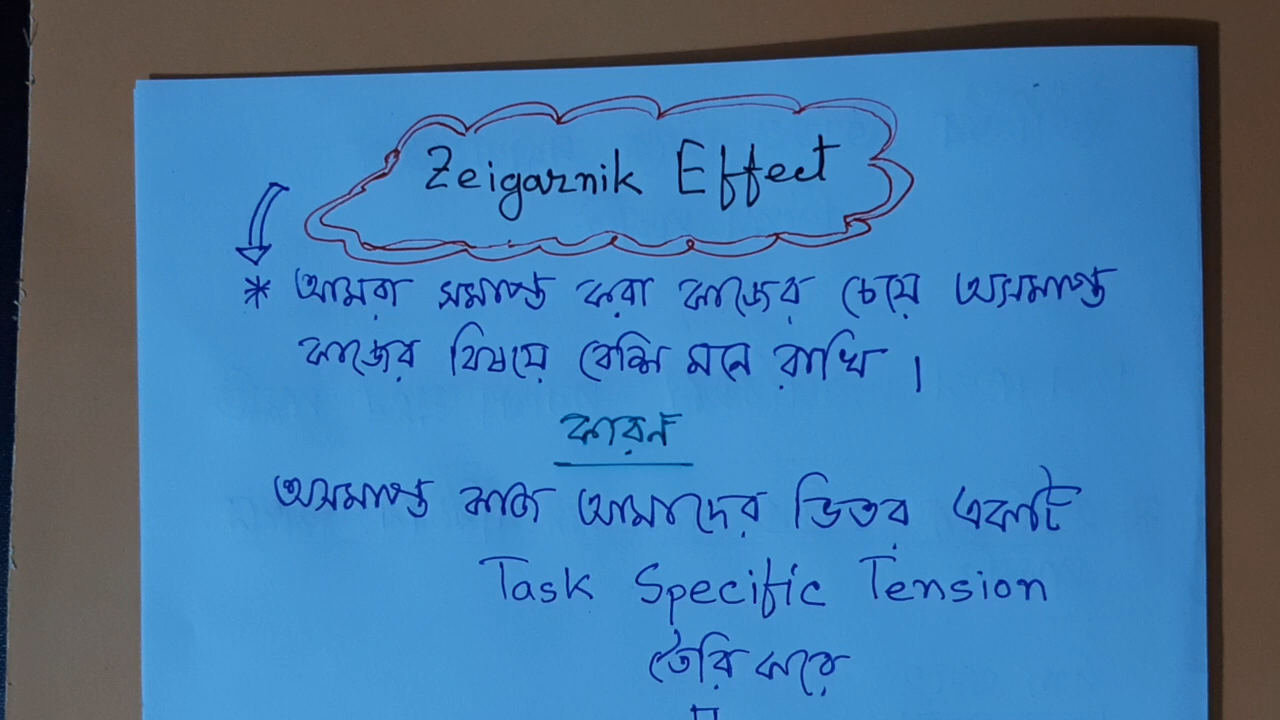 Zeigarnik Effect
* আমরা সমাপ্ত করা কাজের চেয়ে অসমাপ্ত
কাজের বিষয়ে বেশি মনে রাখি।
কারন
অসমাপ্ত কাজ আমাদের ভিতর একটি
Task Specific Tension
তৈরি করে